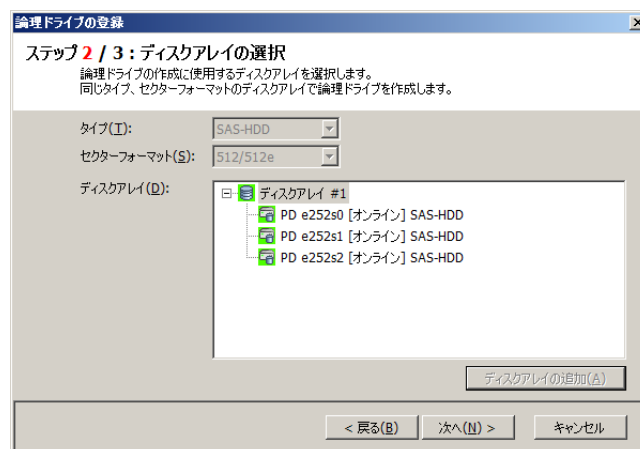 論理ドライブの登録
ステップ 2 / 3 : ディスクアレイの選択
論理ドライブの作成に使用するディスクアレイを選択します。
同じタイプ、セクターフォーマットのディスクアレイで論理ドライブを作成します。
タイプ(T): SAS-HDD
セクターフォーマット(S): 512/512e
ディスクアレイ(D): ディスクアレイ #1
PD e252s0 [オンライン] SAS-HDD
PD e252s1 [オンライン] SAS-HDD
PD e252s2 [オンライン] SAS-HDD
ディスクアレイの追加(A)
< 戻る(B) 次へ(N) > キャンセル